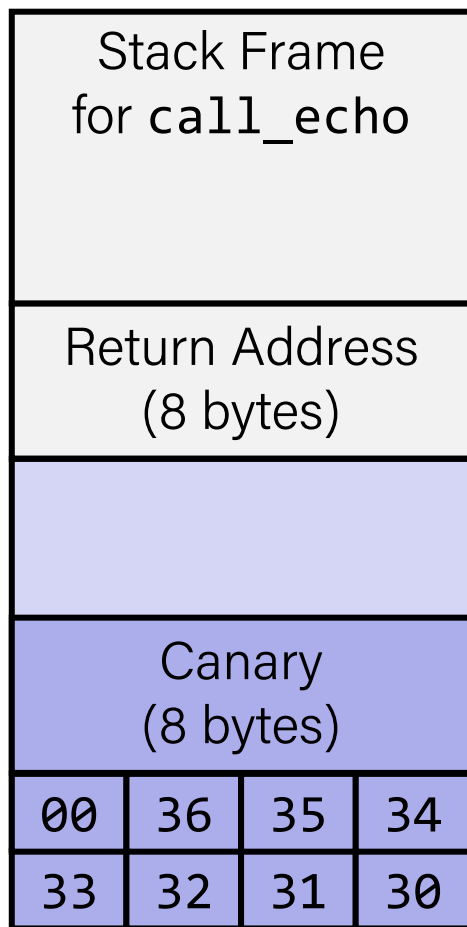 Stack Frame
for call_echo
Return Address
(8 bytes)
Canary
(8 bytes)
00 36 35 34
33 32 31 30